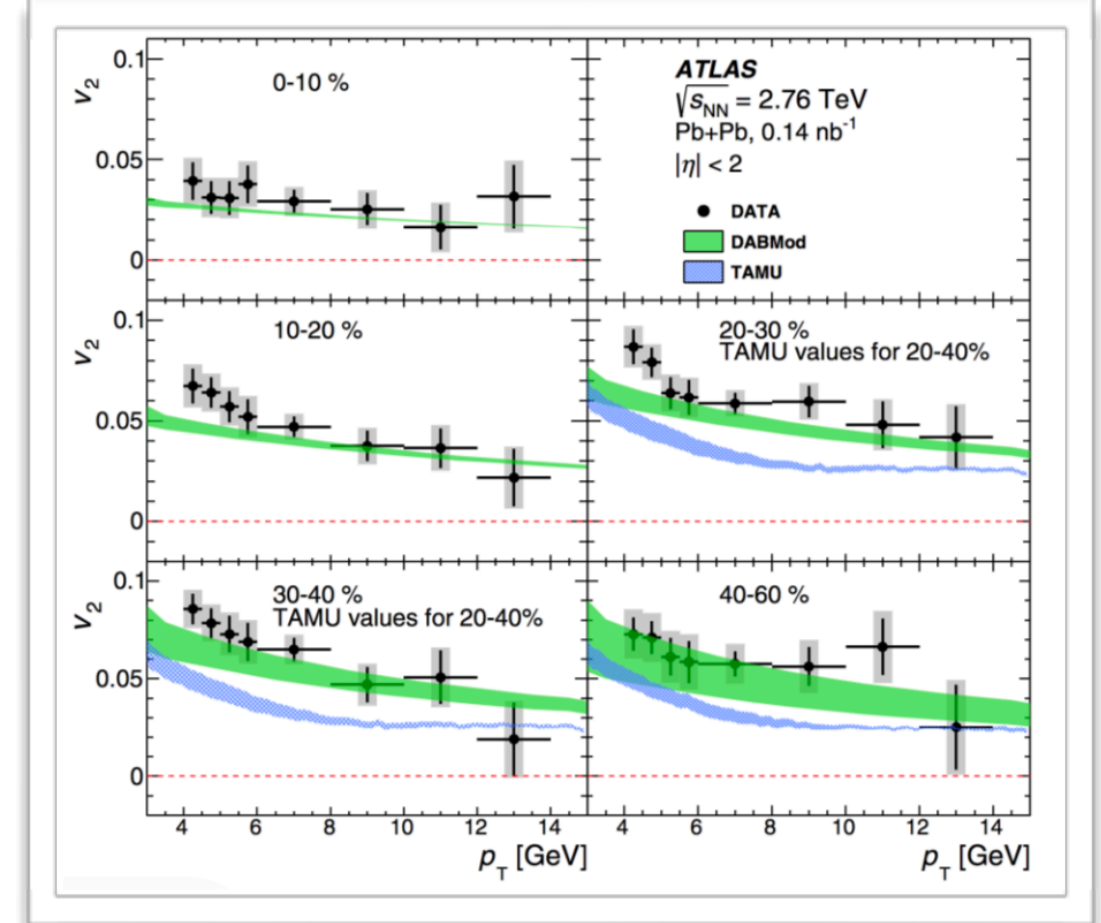 0.1
v2
0-10 %
0.05
0
ATLAS
√sNN = 2.76 TeV
Pb+Pb, 0.14 nb-1
|η| < 2
DATA
DABMod
TAMU
0.1
v2
10-20 %
0.05
0
20-30 %
TAMU values for 20-40%
0.1
v2
30-40 %
TAMU values for 20-40%
0.05
0
40-60 %
4 6 8 10 12 14
pT [GeV]
4 6 8 10 12 14
pT [GeV]